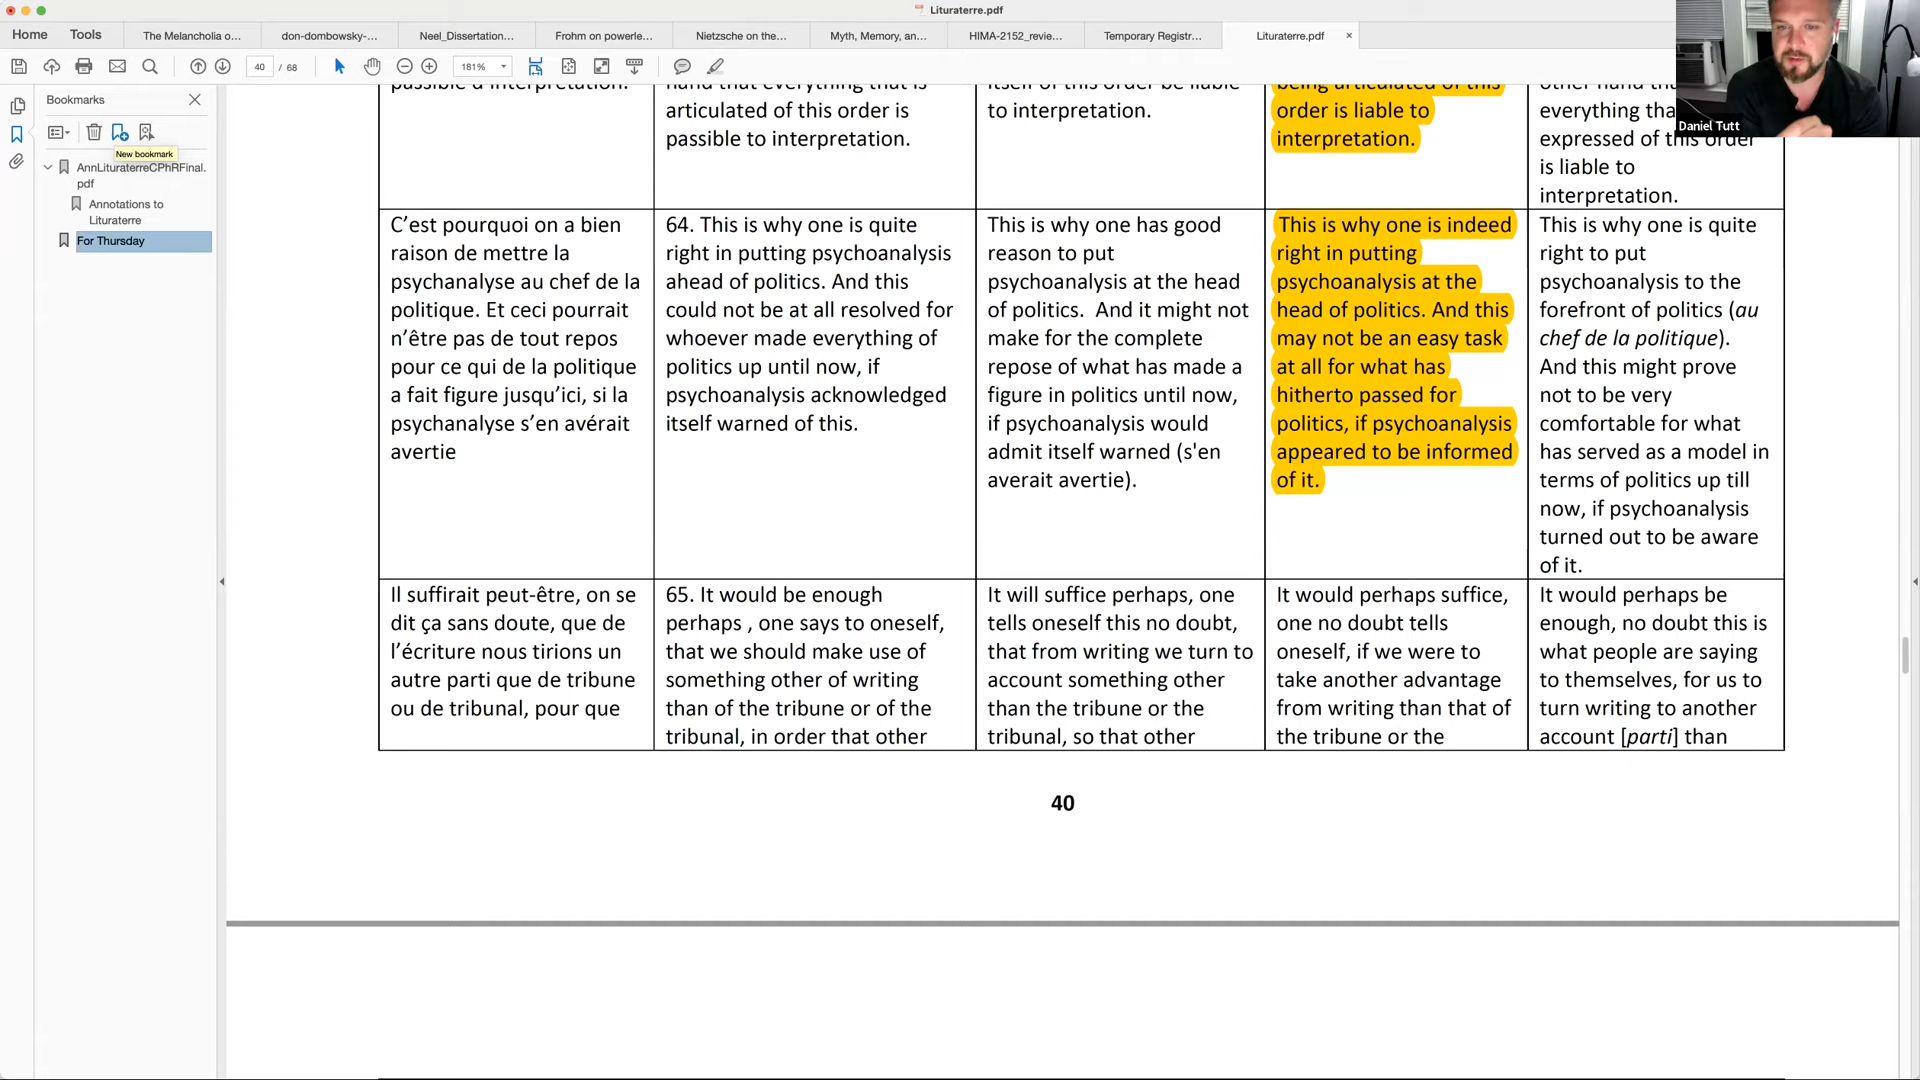 Lituraterre.pdf
Home
Tools
The Melancholia o...
don-dombowsky-...
Neel_Dissertation...
Frohm on powerle...
Nietzsche on the...
Myth, Memory, an...
HIMA-2152_revie...
Temporary Registr...
Lituraterre.pdf
40 / 68
181%
Bookmarks
New bookmark
AnnLituraterreCPhRFinal.
pdf
Annotations to
Lituraterre
For Thursday
Daniel Tutt
passible d'interprétation.
hand that everything that is
articulated of this order is
passible to interpretation.
itself of this order be liable
to interpretation.
being articulated of this
order is liable to
interpretation.
other hand tha
everything tha
expressed of this order
is liable to
interpretation.
C'est pourquoi on a bien
raison de mettre la
psychanalyse au chef de la
politique. Et ceci pourrait
n'être pas de tout repos
pour ce qui de la politique
a fait figure jusqu'ici, si la
psychanalyse s'en avérait
avertie
64. This is why one is quite
right in putting psychoanalysis
ahead of politics. And this
could not be at all resolved for
whoever made everything of
politics up until now, if
psychoanalysis acknowledged
itself warned of this.
This is why one has good
reason to put
psychoanalysis at the head
of politics.  And it might not
make for the complete
repose of what has made a
figure in politics until now,
if psychoanalysis would
admit itself warned (s'en
averait avertie).
This is why one is indeed
right in putting
psychoanalysis at the
head of politics. And this
may not be an easy task
at all for what has
hitherto passed for
politics, if psychoanalysis
appeared to be informed
of it.
This is why one is quite
right to put
psychoanalysis to the
forefront of politics (au
chef de la politique).
And this might prove
not to be very
comfortable for what
has served as a model in
terms of politics up till
now, if psychoanalysis
turned out to be aware
of it.
Il suffirait peut-être, on se
dit ça sans doute, que de
l'écriture nous tirions un
autre parti que de tribune
ou de tribunal, pour que
65. It would be enough
perhaps , one says to oneself,
that we should make use of
something other of writing
than of the tribune or of the
tribunal, in order that other
It will suffice perhaps, one
tells oneself this no doubt,
that from writing we turn to
account something other
than the tribune or the
tribunal, so that other
It would perhaps suffice,
one no doubt tells
oneself, if we were to
take another advantage
from writing than that of
the tribune or the
It would perhaps be
enough, no doubt this is
what people are saying
to themselves, for us to
turn writing to another
account [parti] than
40